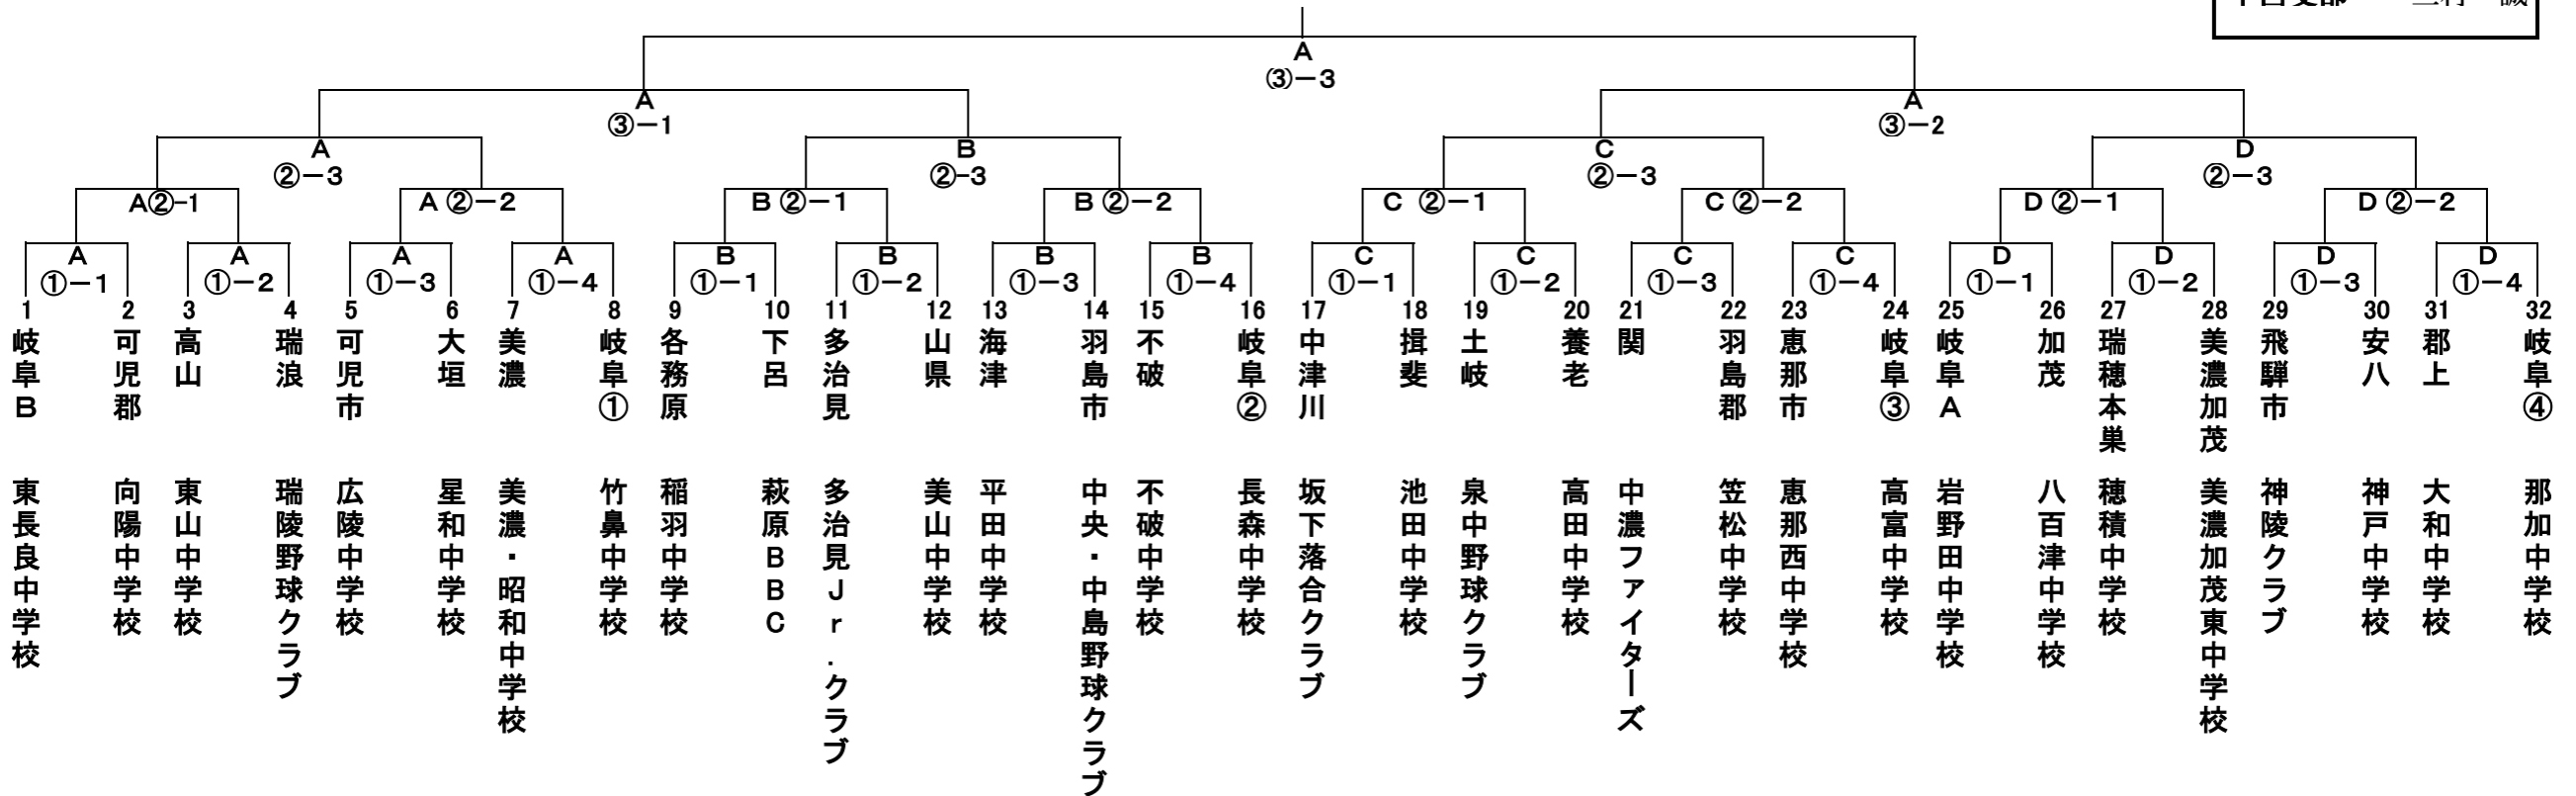 A
③－3
A
③－1
A
③－2
A
②－3
B
②-3
C
②－3
D
②－3
A②-1
A ②－2
B ②－1
B ②－2
C ②－1
C ②－2
D ②－1
D ②－2
A
①－1
A
①－2
A
①－3
A
①－4
B
①－1
B
①－2
B
①－3
B
①－4
C
①－1
C
①－2
C
①－3
C
①－4
D
①－1
D
①－2
D
①－3
D
①－4
1 岐阜B 東長良中学校
2 可児郡 向陽中学校
3 高山 東山中学校
4 瑞浪 瑞陵野球クラブ
5 可児市 広陵中学校
6 大垣 星和中学校
7 美濃 美濃・昭和中学校
8 岐阜① 竹鼻中学校
9 各務原 稲羽中学校
10 下呂 萩原BBC
11 多治見 多治見Jr.クラブ
12 山県 美山中学校
13 海津 平田中学校
14 羽島市 中央・中島野球クラブ
15 不破 不破中学校
16 岐阜② 長森中学校
17 中津川 坂下落合クラブ
18 揖斐 池田中学校
19 土岐 泉中野球クラブ
20 養老 高田中学校
21 関 中濃ファイターズ
22 羽島郡 笠松中学校
23 恵那市 恵那西中学校
24 岐阜③ 高富中学校
25 岐阜A 岩野田中学校
26 加茂 八百津中学校
27 瑞穂本巣 穂積中学校
28 美濃加茂 美濃加茂東中学校
29 飛騨市 神陵クラブ
30 安八 神戸中学校
31 郡上 大和中学校
32 岐阜④ 那加中学校